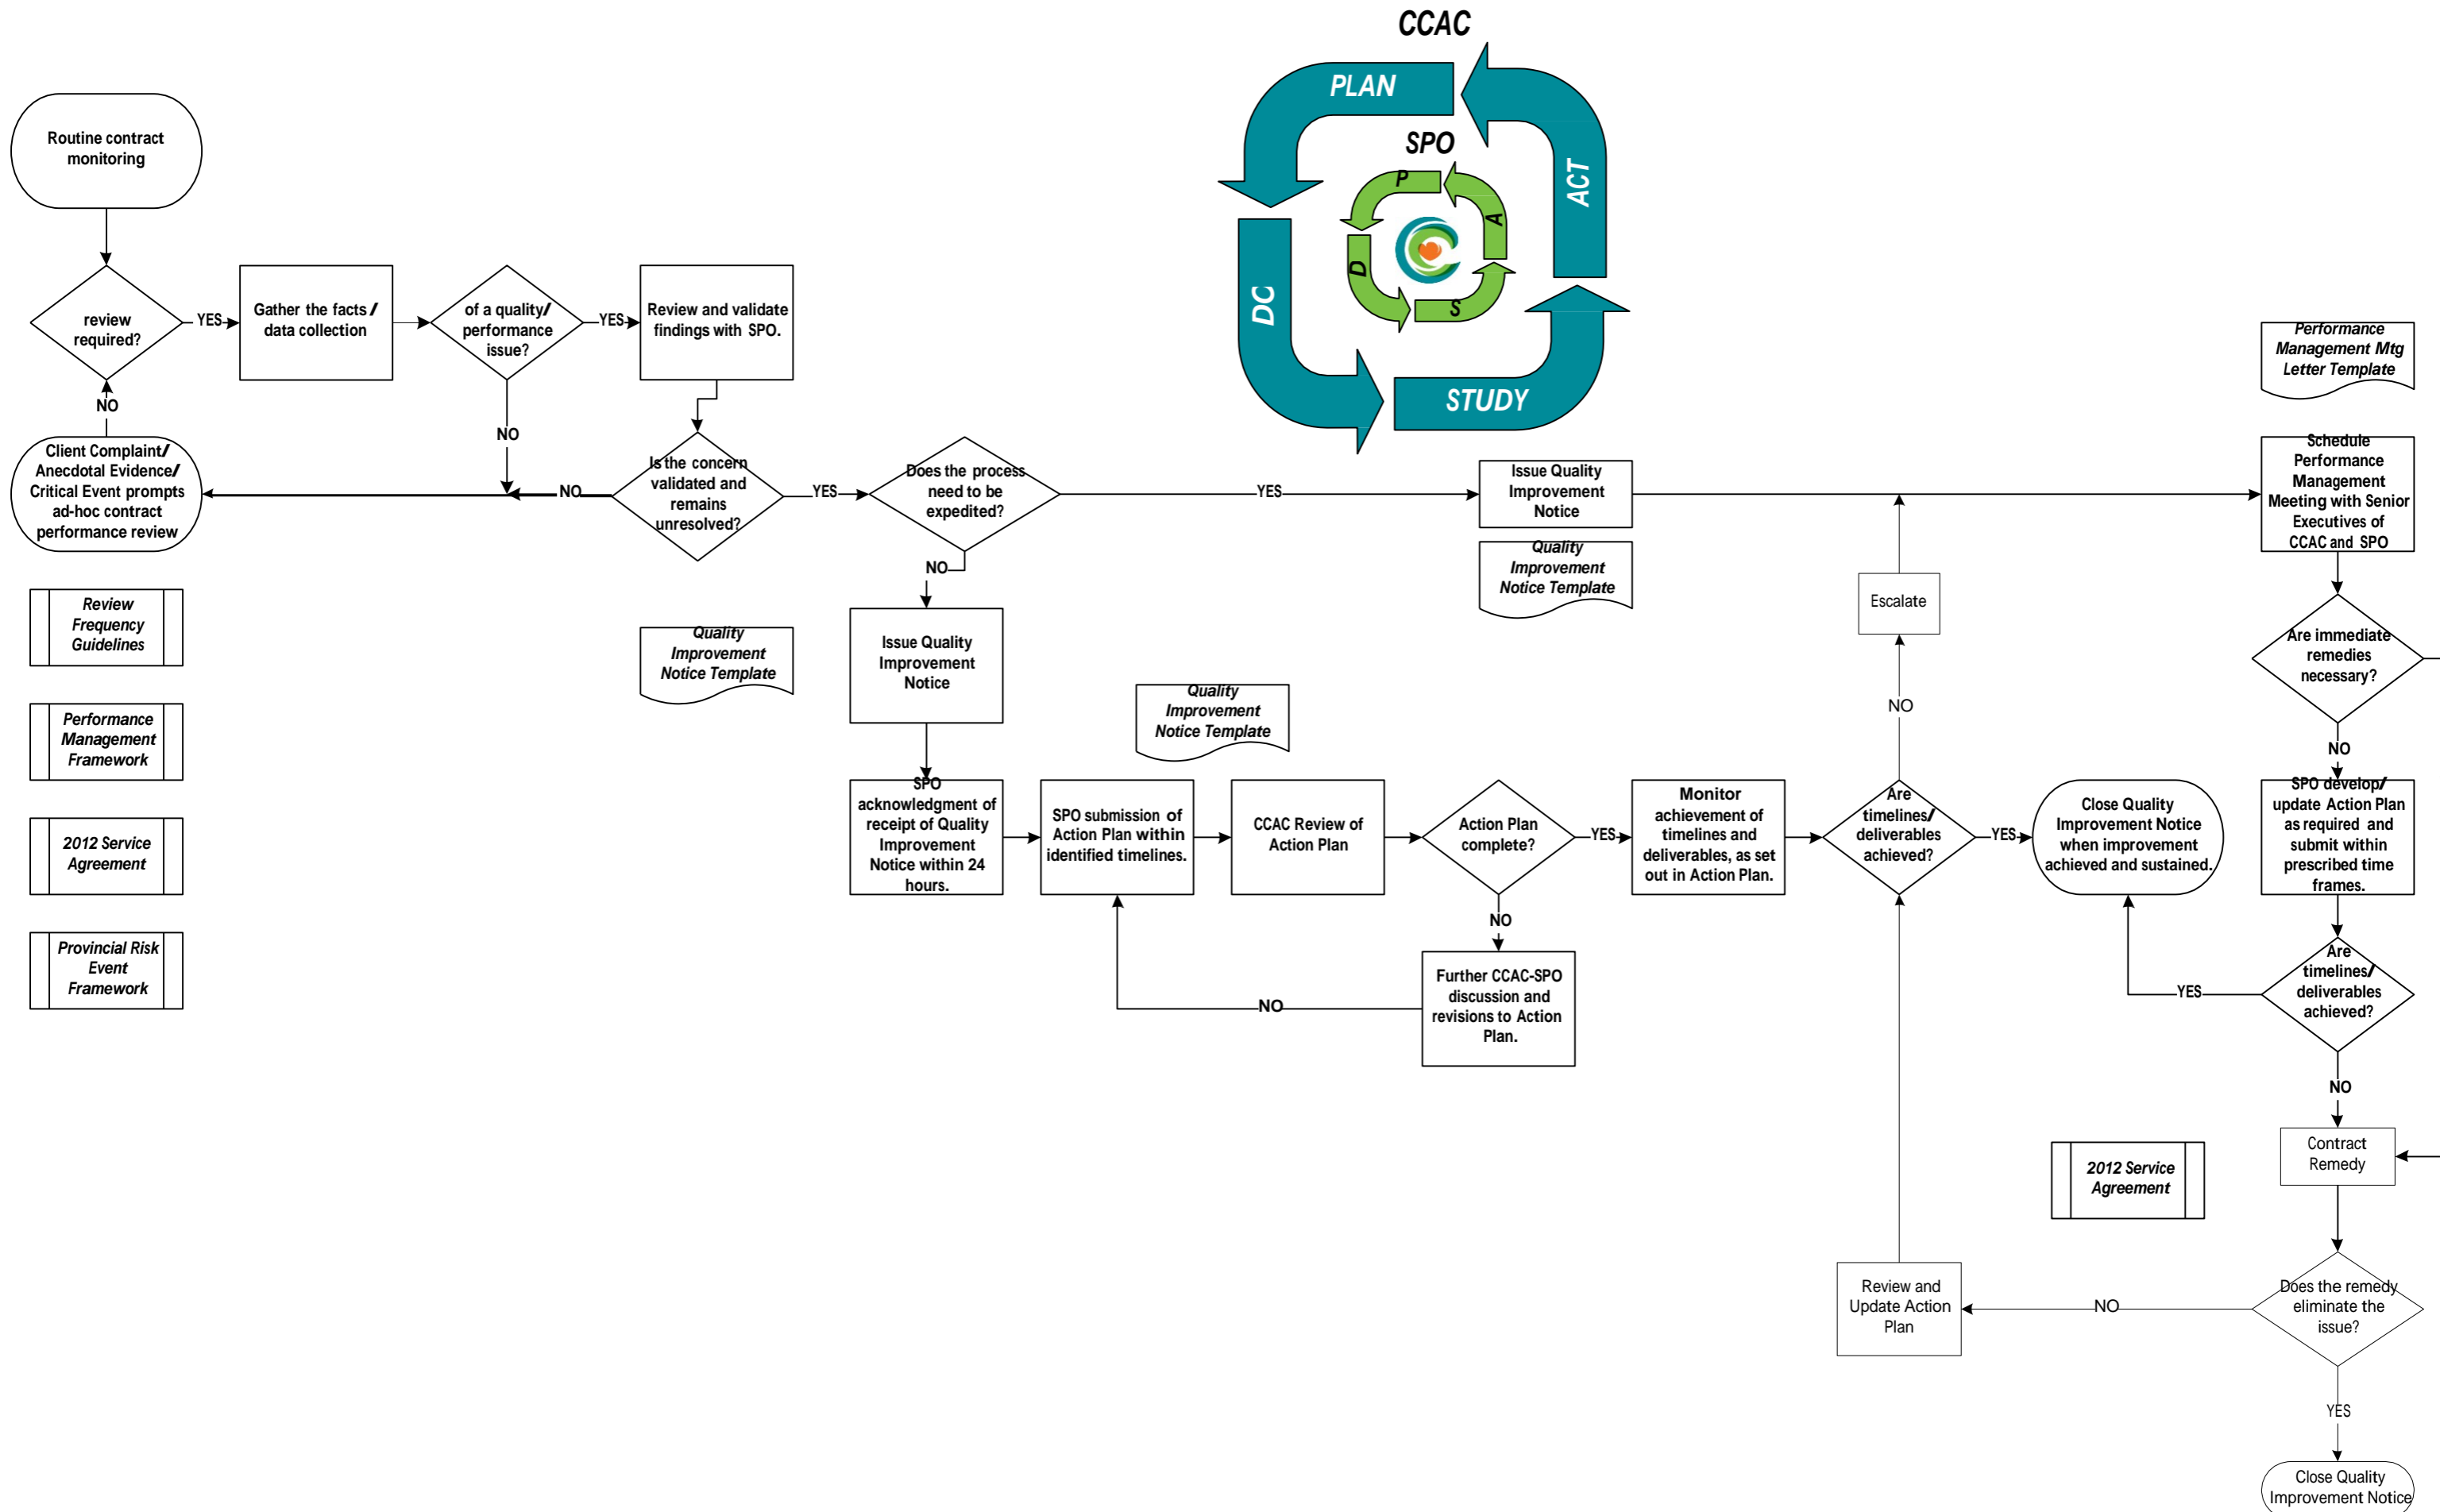 CCAC
PLAN
SPO
P
ACT
A
D
S
DC
STUDY
Routine contract
monitoring
review
required?
YES
Gather the facts /
data collection
of a quality/
performance
issue?
YES
Review and validate
findings with SPO.
NO
NO
Client Complaint/
Anecdotal Evidence/
Critical Event prompts
ad-hoc contract
performance review
NO
Is the concern
validated and
remains
unresolved?
YES
Does the process
need to be
expedited?
YES
Issue Quality
Improvement
Notice
Quality
Improvement
Notice Template
Performance
Management Mtg
Letter Template
Schedule
Performance
Management
Meeting with Senior
Executives of
CCAC and SPO
NO
Escalate
Are immediate
remedies
necessary?
NO
Review
Frequency
Guidelines
Performance
Management
Framework
2012 Service
Agreement
Provincial Risk
Event
Framework
Quality
Improvement
Notice Template
Issue Quality
Improvement
Notice
Quality
Improvement
Notice Template
NO
SPO
acknowledgment of
receipt of Quality
Improvement
Notice within 24
hours.
SPO submission of
Action Plan within
identified timelines.
CCAC Review of
Action Plan
Action Plan
complete?
YES
Monitor
achievement of
timelines and
deliverables, as set
out in Action Plan.
Are
timelines/
deliverables
achieved?
YES
Close Quality
Improvement Notice
when improvement
achieved and sustained.
SPO develop/
update Action Plan
as required and
submit within
prescribed time
frames.
NO
Further CCAC-SPO
discussion and
revisions to Action
Plan.
NO
YES
Are
timelines/
deliverables
achieved?
NO
Contract
Remedy
2012 Service
Agreement
Review and
Update Action
Plan
NO
Does the remedy
eliminate the
issue?
YES
Close Quality
Improvement Notice